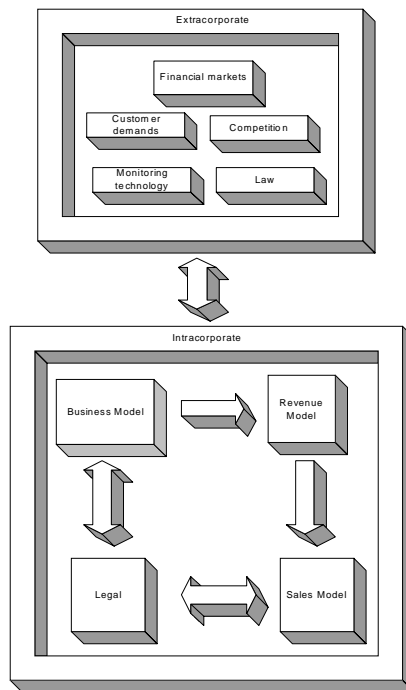 Extracorporate
Financial markets
Customer
demands
Competition
Monitoring
technology
Law
Intracorporate
Business Model
Revenue
Model
Legal
Sales Model